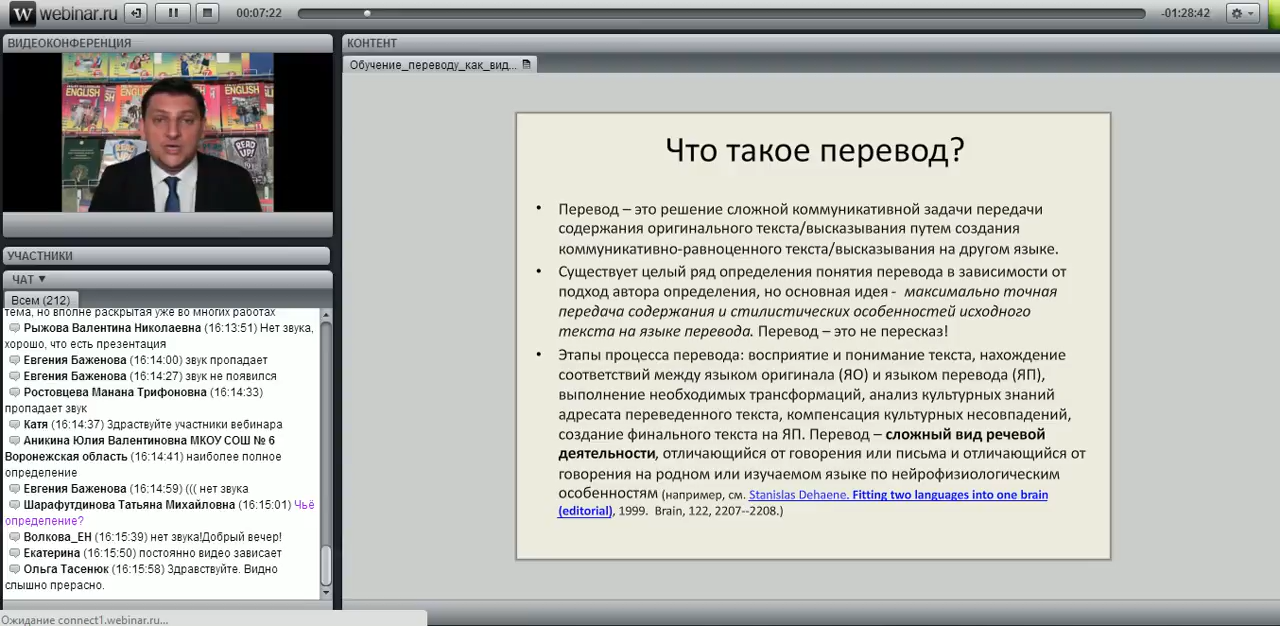 W webinar.ru
00:07:22
-01:28:42
ВИДЕОКОНФЕРЕНЦИЯ
ENGLISH
ENGLISH
READ UP!
УЧАСТНИКИ
ЧАТ
Всем (212)
тема, но вполне раскрытая уже во многих работах
Рыжова Валентина Николаевна (16:13:51) Нет звука,
хорошо, что есть презентация
Евгения Баженова (16:14:00) звук пропадает
Евгения Баженова (16:14:27) звук не появился
Ростовцева Манана Трифоновна (16:14:33)
пропадает звук
Катя (16:14:37) Здраствуйте участники вебинара
Аникина Юлия Валентиновна МКОУ СОШ № 6
Воронежская область (16:14:41) наиболее полное
определение
Евгения Баженова (16:14:59) ((( нет звука
Шарафутдинова Татьяна Михайловна (16:15:01) Чьё
определение?
Волкова_ЕН (16:15:39) нет звука!Добрый вечер!
Екатерина (16:15:50) постоянно видео зависает
Ольга Тасенюк (16:15:58) Здравствуйте. Видно
слышно прерасно.
Ожидание connect1.webinar.ru...
КОНТЕНТ
Обучение_переводу_как_вид...
Что такое перевод?
• Перевод – это решение сложной коммуникативной задачи передачи
содержания оригинального текста/высказывания путем создания
коммуникативно-равноценного текста/высказывания на другом языке.
• Существует целый ряд определения понятия перевода в зависимости от
подход автора определения, но основная идея - максимально точная
передача содержания и стилистических особенностей исходного
текста на языке перевода. Перевод – это не пересказ!
• Этапы процесса перевода: восприятие и понимание текста, нахождение
соответствий между языком оригинала (ЯО) и языком перевода (ЯП),
выполнение необходимых трансформаций, анализ культурных знаний
адресата переведенного текста, компенсация культурных несовпадений,
создание финального текста на ЯП. Перевод – сложный вид речевой
деятельности, отличающийся от говорения или письма и отличающийся от
говорения на родном или изучаемом языке по нейрофизиологическим
особенностям (например, см. Stanislas Dehaene. Fitting two languages into one brain
(editorial), 1999. Brain, 122, 2207--2208.)